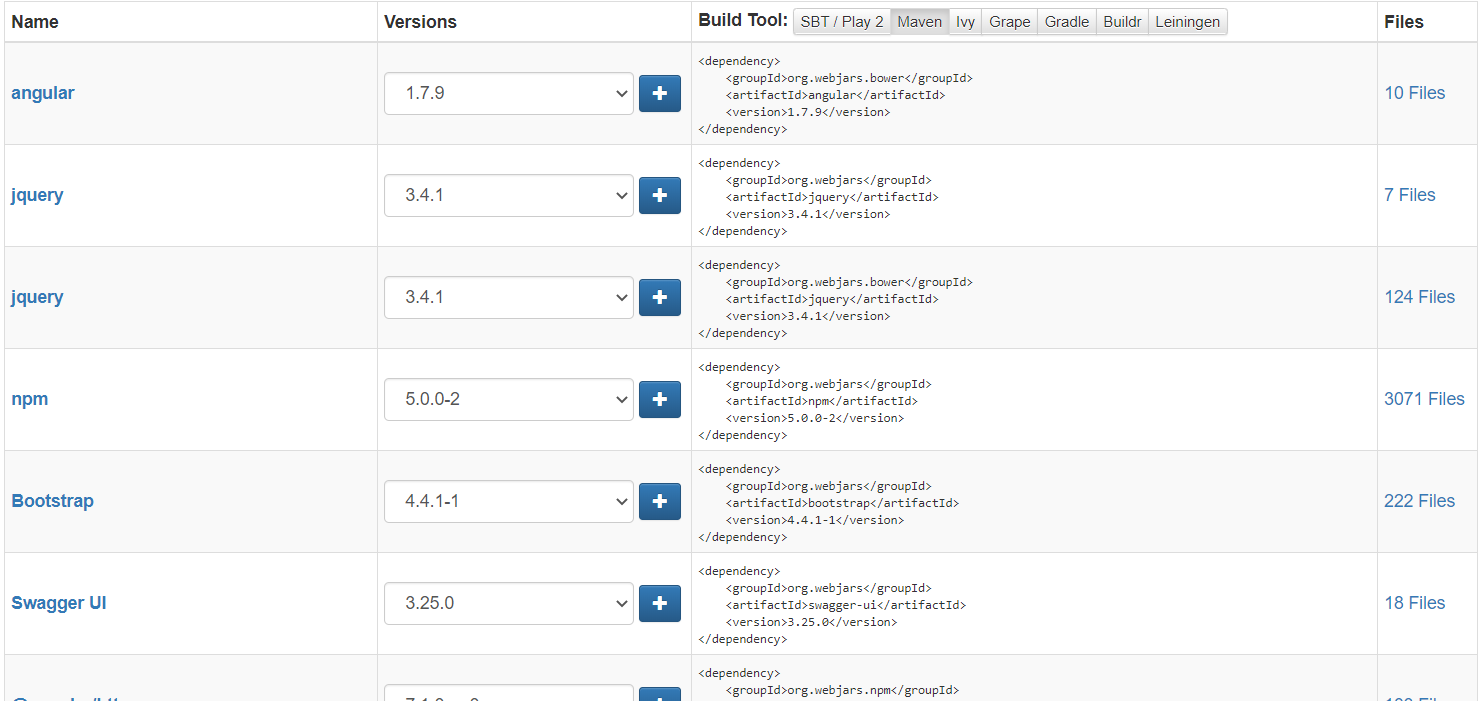 Name Versions Build Tool: SBT / Play 2 Maven Ivy Grape Gradle Buildr Leiningen Files
<dependency>
<groupId>org.webjars.bower</groupId>
angular 1.7.9 <artifactId>angular</artifactId> 10 Files
<version>1.7.9</version>
</dependency>
<dependency>
<groupId>org.webjars</groupId>
jquery 3.4.1 <artifactId>jquery</artifactId> 7 Files
<version>3.4.1</version>
</dependency>
<dependency>
<groupId>org.webjars.bower</groupId>
jquery 3.4.1 <artifactId>jquery</artifactId> 124 Files
<version>3.4.1</version>
</dependency>
<dependency>
<groupId>org.webjars</groupId>
npm 5.0.0-2 <artifactId>npm</artifactId> 3071 Files
<version>5.0.0-2</version>
</dependency>
<dependency>
<groupId>org.webjars</groupId>
Bootstrap 4.4.1-1 <artifactId>bootstrap</artifactId> 222 Files
<version>4.4.1-1</version>
</dependency>
<dependency>
<groupId>org.webjars</groupId>
Swagger UI 3.25.0 <artifactId>swagger-ui</artifactId> 18 Files
<version>3.25.0</version>
</dependency>
<dependency>
<groupId>org.webjars.npm</groupId>